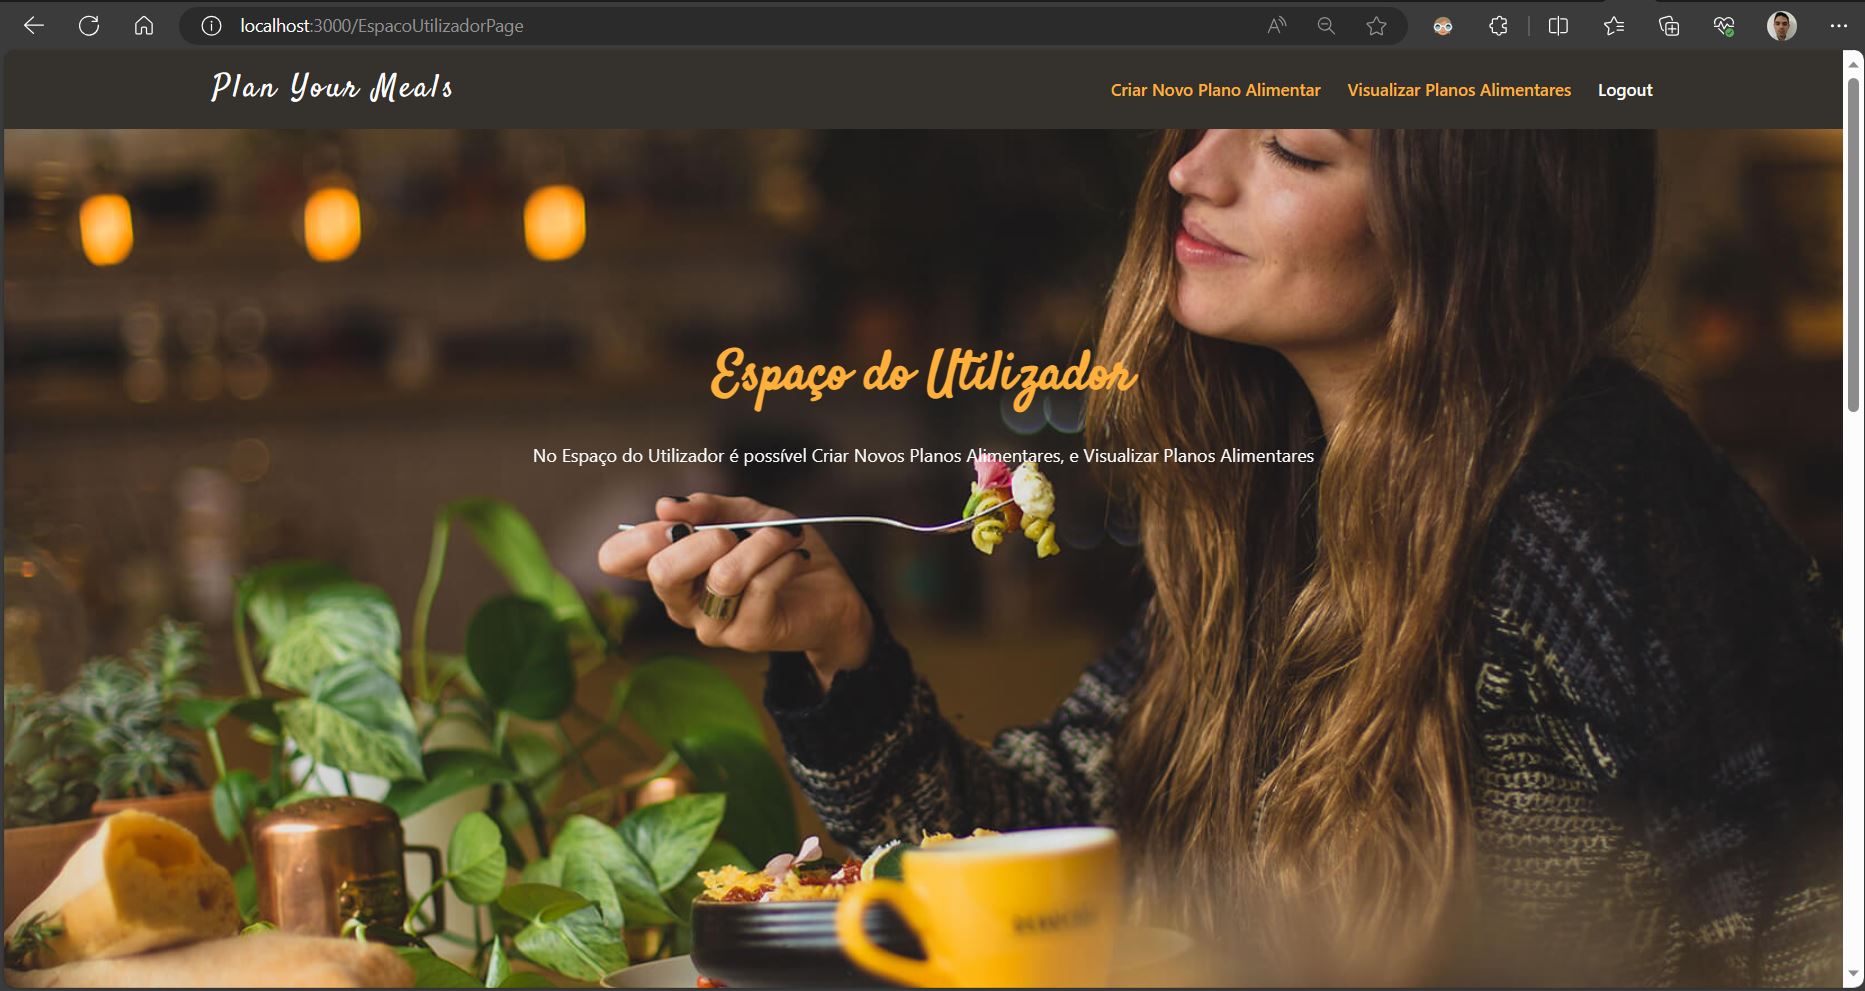 localhost:3000/EspacoUtilizadorPage
Plan Your Meals
Criar Novo Plano Alimentar Visualizar Planos Alimentares Logout
Espaço do Utilizador
No Espaço do Utilizador é possível Criar Novos Planos Alimentares, e Visualizar Planos Alimentares